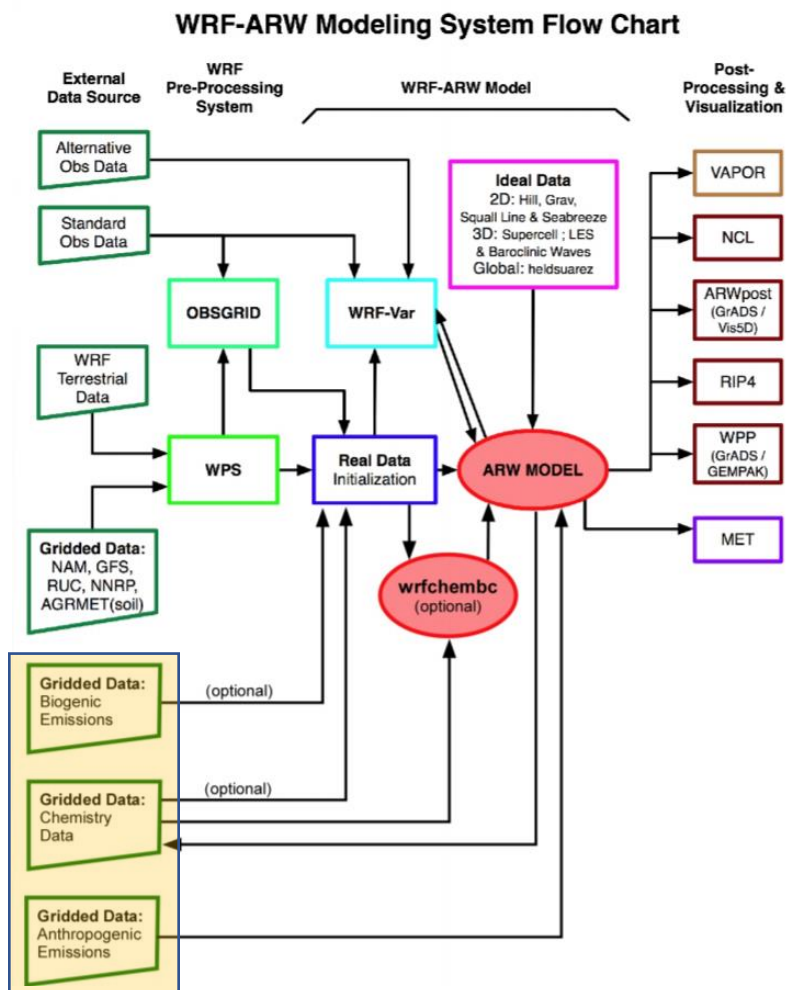 WRF-ARW Modeling System Flow Chart
External
Data Source
WRF
Pre-Processing
System
WRF-ARW Model
Post-
Processing &
Visualization
Alternative
Obs Data
Standard
Obs Data
OBSGRID
WRF-Var
Ideal Data
2D: Hill, Grav,
Squall Line & Seabreeze
3D: Supercell ; LES
& Baroclinic Waves
Global: heldsuarez
VAPOR
NCL
ARWpost
(GrADS /
Vis5D)
RIP4
WPP
(GrADS /
GEMPAK)
MET
WRF
Terrestrial
Data
WPS
Real Data
Initialization
ARW MODEL
Gridded Data:
NAM, GFS,
RUC, NNRP,
AGRMET(soil)
wrfchembc
(optional)
Gridded Data:
Biogenic
Emissions
(optional)
Gridded Data:
Chemistry
Data
(optional)
Gridded Data:
Anthropogenic
Emissions